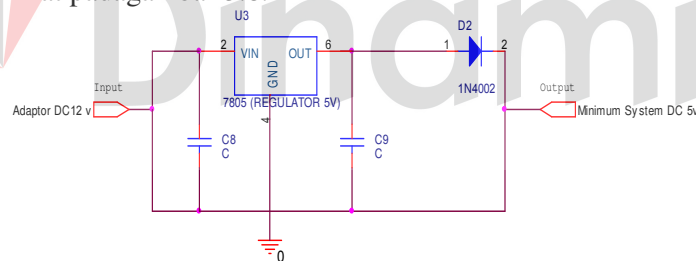 Dinami
U3
D2
2 VIN OUT 6
GND
1 2
Input
Output
1N4002
Adaptor DC12 v
7805 (REGULATOR 5V)
4
Minimum System DC 5v
C8
C
C9
C
0